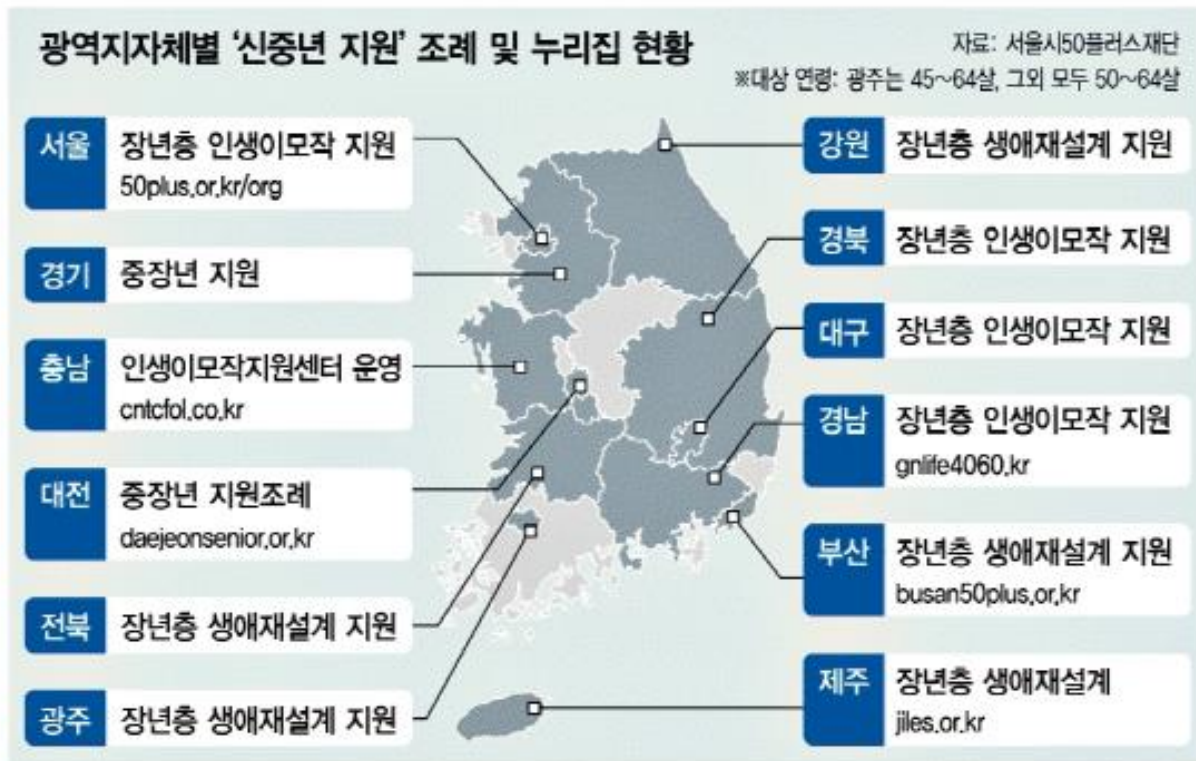 광역지자체별 ‘신중년 지원’ 조례 및 누리집 현황
자료: 서울시50플러스재단
※대상 연령: 광주는 45~64살, 그외 모두 50~64살
서울 장년층 인생이모작 지원
50plus.or.kr/org
경기 중장년 지원
충남 인생이모작지원센터 운영
cntcfol.co.kr
대전 중장년 지원조례
daejeonsenior.or.kr
전북 장년층 생애재설계 지원
광주 장년층 생애재설계 지원
강원 장년층 생애재설계 지원
경북 장년층 인생이모작 지원
대구 장년층 인생이모작 지원
경남 장년층 인생이모작 지원
gnlife4060.kr
부산 장년층 생애재설계 지원
busan50plus.or.kr
제주 장년층 생애재설계
jiles.or.kr